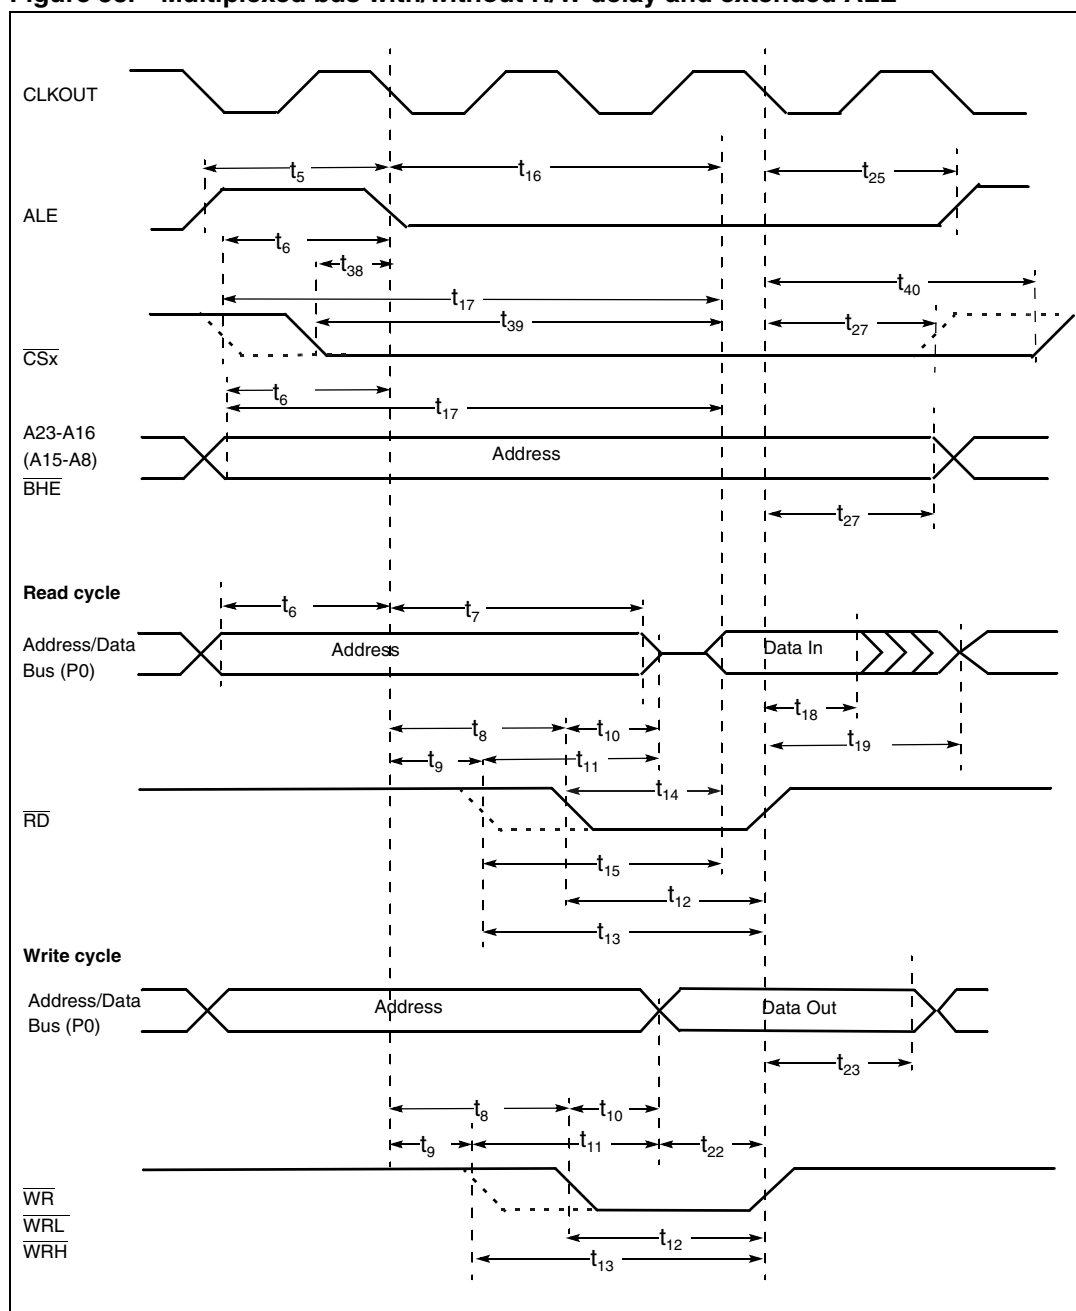 Figure Multiplexed bus with/without R/W delay and extended ALE
CLKOUT
t5 t16 t25
ALE
t6
t38
t40
t17
t39 t27
CSx
t6
t17
A23-A16
(A15-A8) Address
BHE
t27
Read cycle
t6 t7
Address/Data
Bus (P0)
Address Data In
t18
t8 t10
t19
t9 t11
t14
RD
t15
t12
t13
Write cycle
Address/Data
Bus (P0)
Address Data Out
t23
t8 t10
t9 t11 t22
WR
WRL
WRH
t12
t13